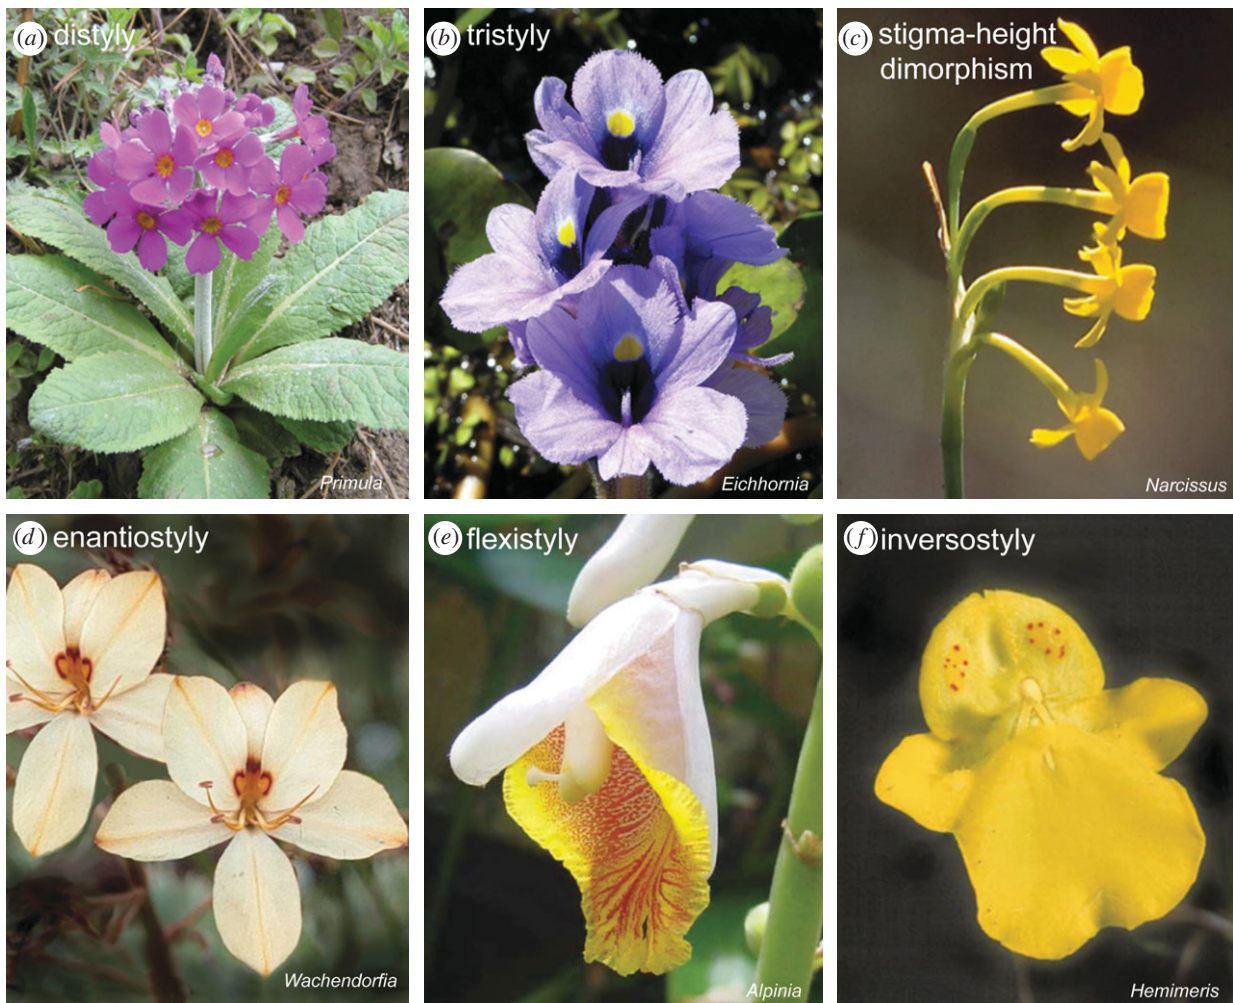 (a) distyly
Primula
(b) tristyly
Eichhornia
(c) stigma-height
dimorphism
Narcissus
(d) enantiostyly
Wachendorfia
(e) flexistyly
Alpinia
(f) inversostyly
Hemimeris